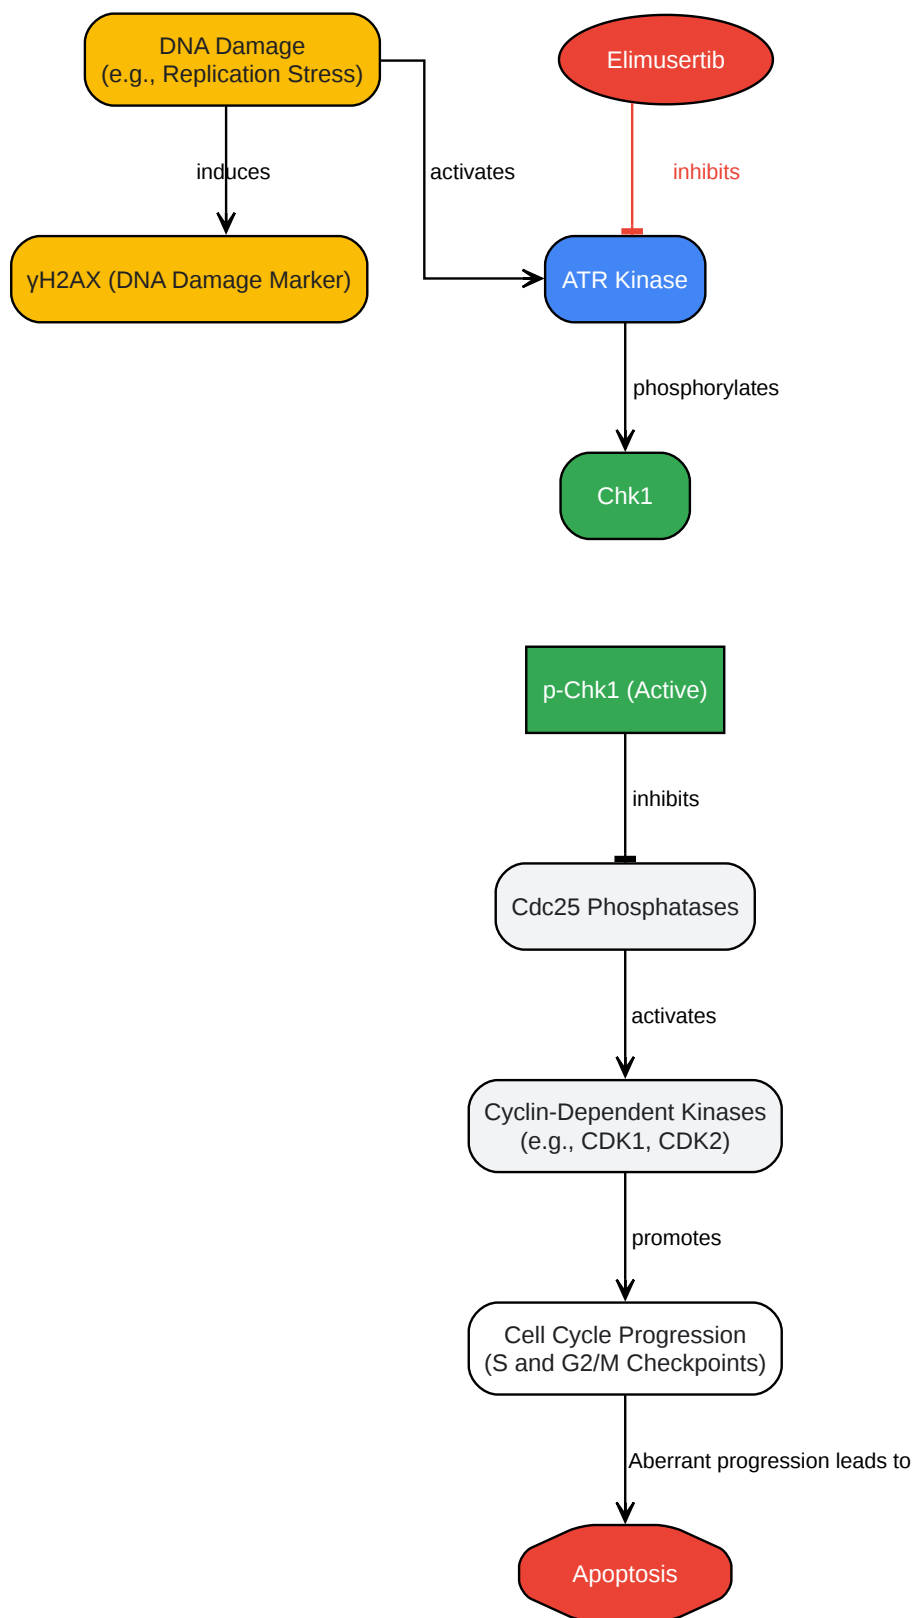 DNA Damage
(e.g., Replication Stress)
Elimusertib
induces
activates
inhibits
γH2AX (DNA Damage Marker)
ATR Kinase
phosphorylates
Chk1
p-Chk1 (Active)
inhibits
Cdc25 Phosphatases
activates
Cyclin-Dependent Kinases
(e.g., CDK1, CDK2)
promotes
Cell Cycle Progression
(S and G2/M Checkpoints)
Aberrant progression leads to
Apoptosis